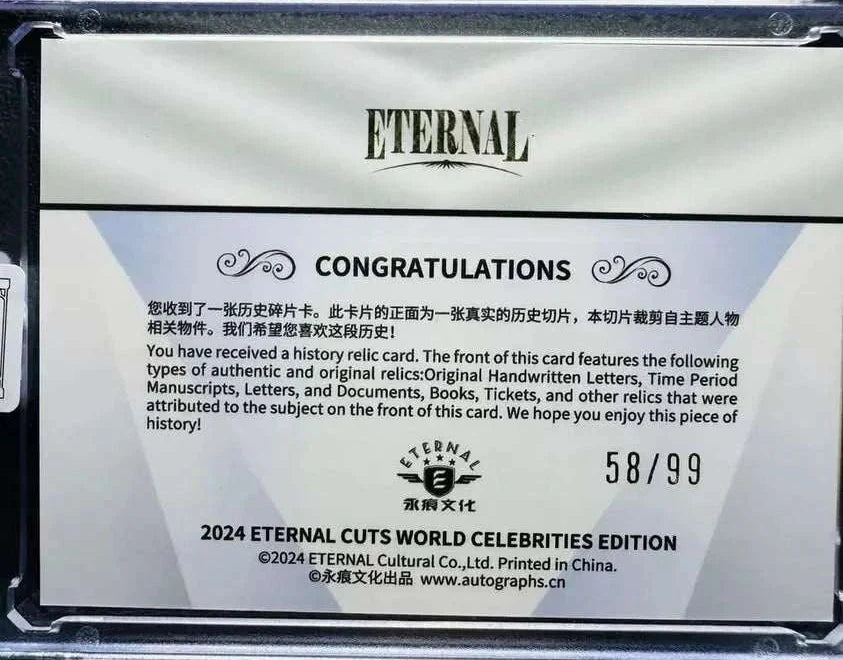 ETERNAL
CONGRATULATIONS
您收到了一张历史碎片卡。此卡片的正面为一张真实的历史切片，本切片裁剪自主题人物
相关物件。我们希望您喜欢这段历史!
You have received a history relic card. The front of this card features the following
types of authentic and original relics:Original Handwritten Letters, Time Period
Manuscripts, Letters, and Documents, Books, Tickets, and other relics that were
attributed to the subject on the front of this card. We hope you enjoy this piece of
history!
ETERNAL
永痕文化
58/99
2024 ETERNAL CUTS WORLD CELEBRITIES EDITION
©2024 ETERNAL Cultural Co.,Ltd. Printed in China.
©永痕文化出品 www.autographs.cn